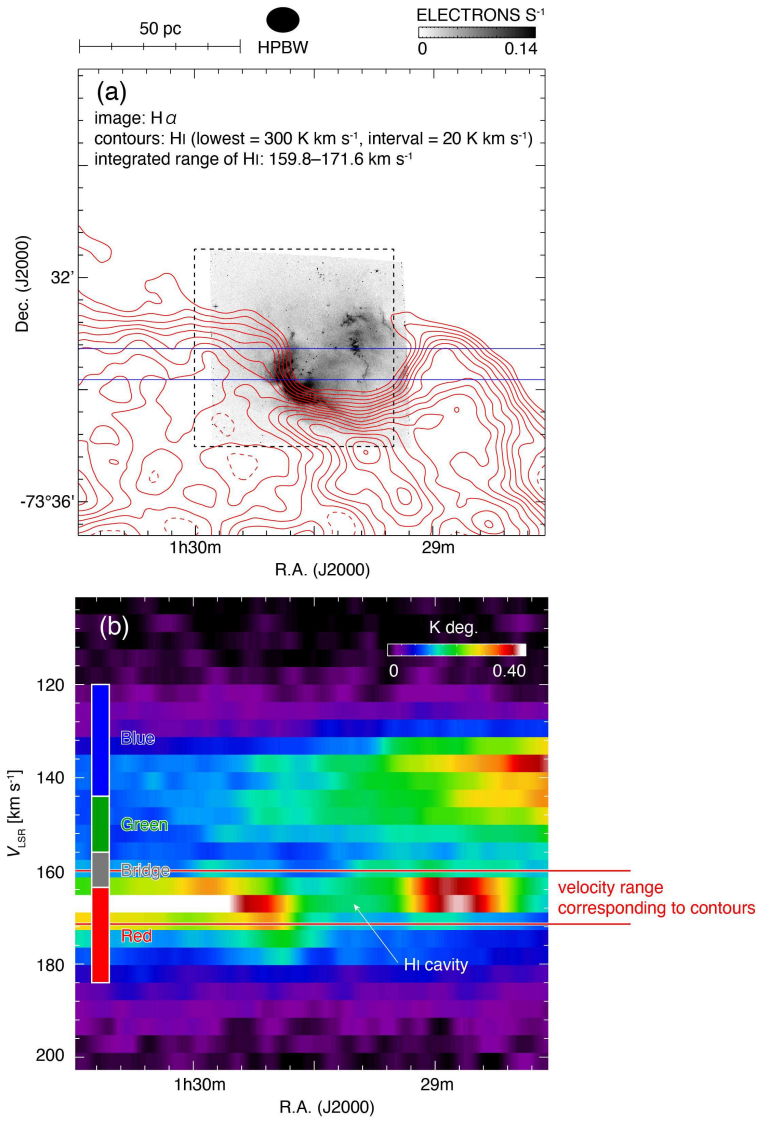 50 pc
HPBW
ELECTRONS S⁻¹
0 0.14
(a)
image: Hα
contours: HI (lowest = 300 K km s⁻¹, interval = 20 K km s⁻¹)
integrated range of HI: 159.8–171.6 km s⁻¹
Dec. (J2000)
32'
-73°36'
1h30m 29m
R.A. (J2000)
(b)
K deg.
0 0.40
VLSR [km s⁻¹]
120
140
160
180
200
Blue
Green
Bridge
Red
velocity range
corresponding to contours
HI cavity
1h30m 29m
R.A. (J2000)